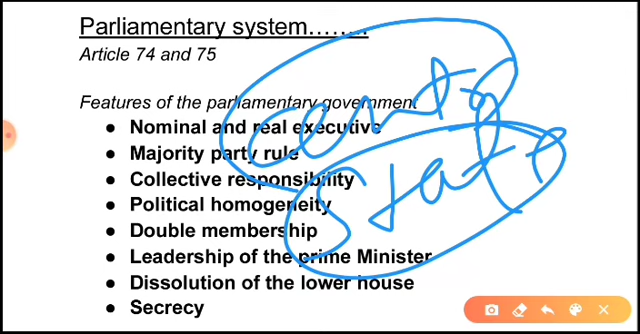 Parliamentary system........
Article 74 and 75
Features of the parliamentary government
● Nominal and real executive
● Majority party rule
● Collective responsibility
● Political homogeneity
● Double membership
● Leadership of the prime Minister
● Dissolution of the lower house
● Secrecy
State